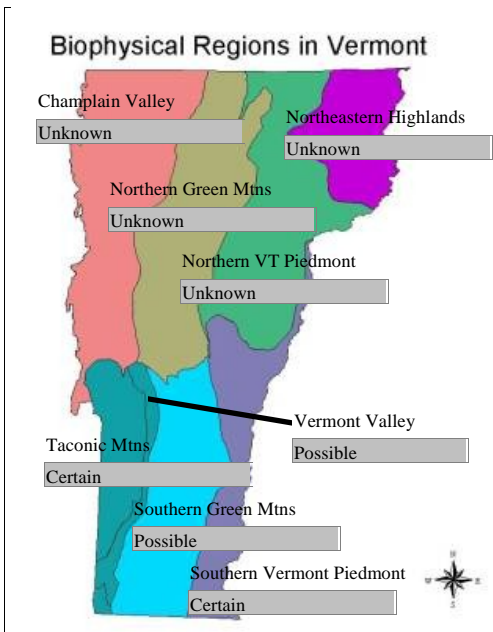 Biophysical Regions in Vermont
Champlain Valley
Unknown
Northeastern Highlands
Unknown
Northern Green Mtns
Unknown
Northern VT Piedmont
Unknown
Vermont Valley
Possible
Taconic Mtns
Certain
Southern Green Mtns
Possible
Southern Vermont Piedmont
Certain
N
W E
S